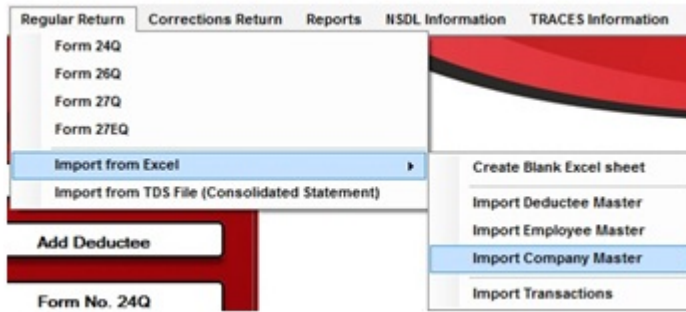 Regular Return Corrections Return Reports NSDL Information TRACES Information
Form 24Q
Form 26Q
Form 27Q
Form 27EQ
Import from Excel
Import from TDS File (Consolidated Statement)
Create Blank Excel sheet
Import Deductee Master
Import Employee Master
Import Company Master
Import Transactions
Add Deductee
Form No. 24Q